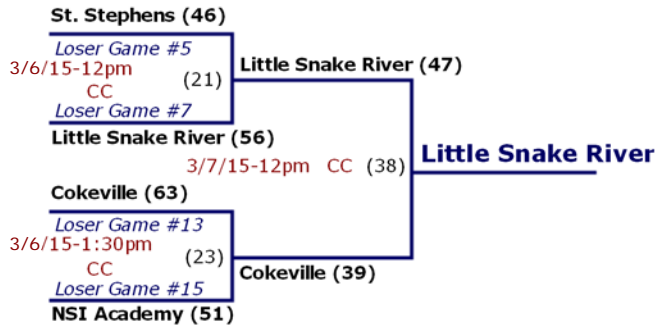 St. Stephens (46)
Loser Game #5
3/6/15-12pm
CC
(21)
Loser Game #7
Little Snake River (56)
Little Snake River (47)
3/7/15-12pm CC (38)
Little Snake River
Cokeville (63)
Loser Game #13
3/6/15-1:30pm
CC
(23)
Loser Game #15
NSI Academy (51)
Cokeville (39)